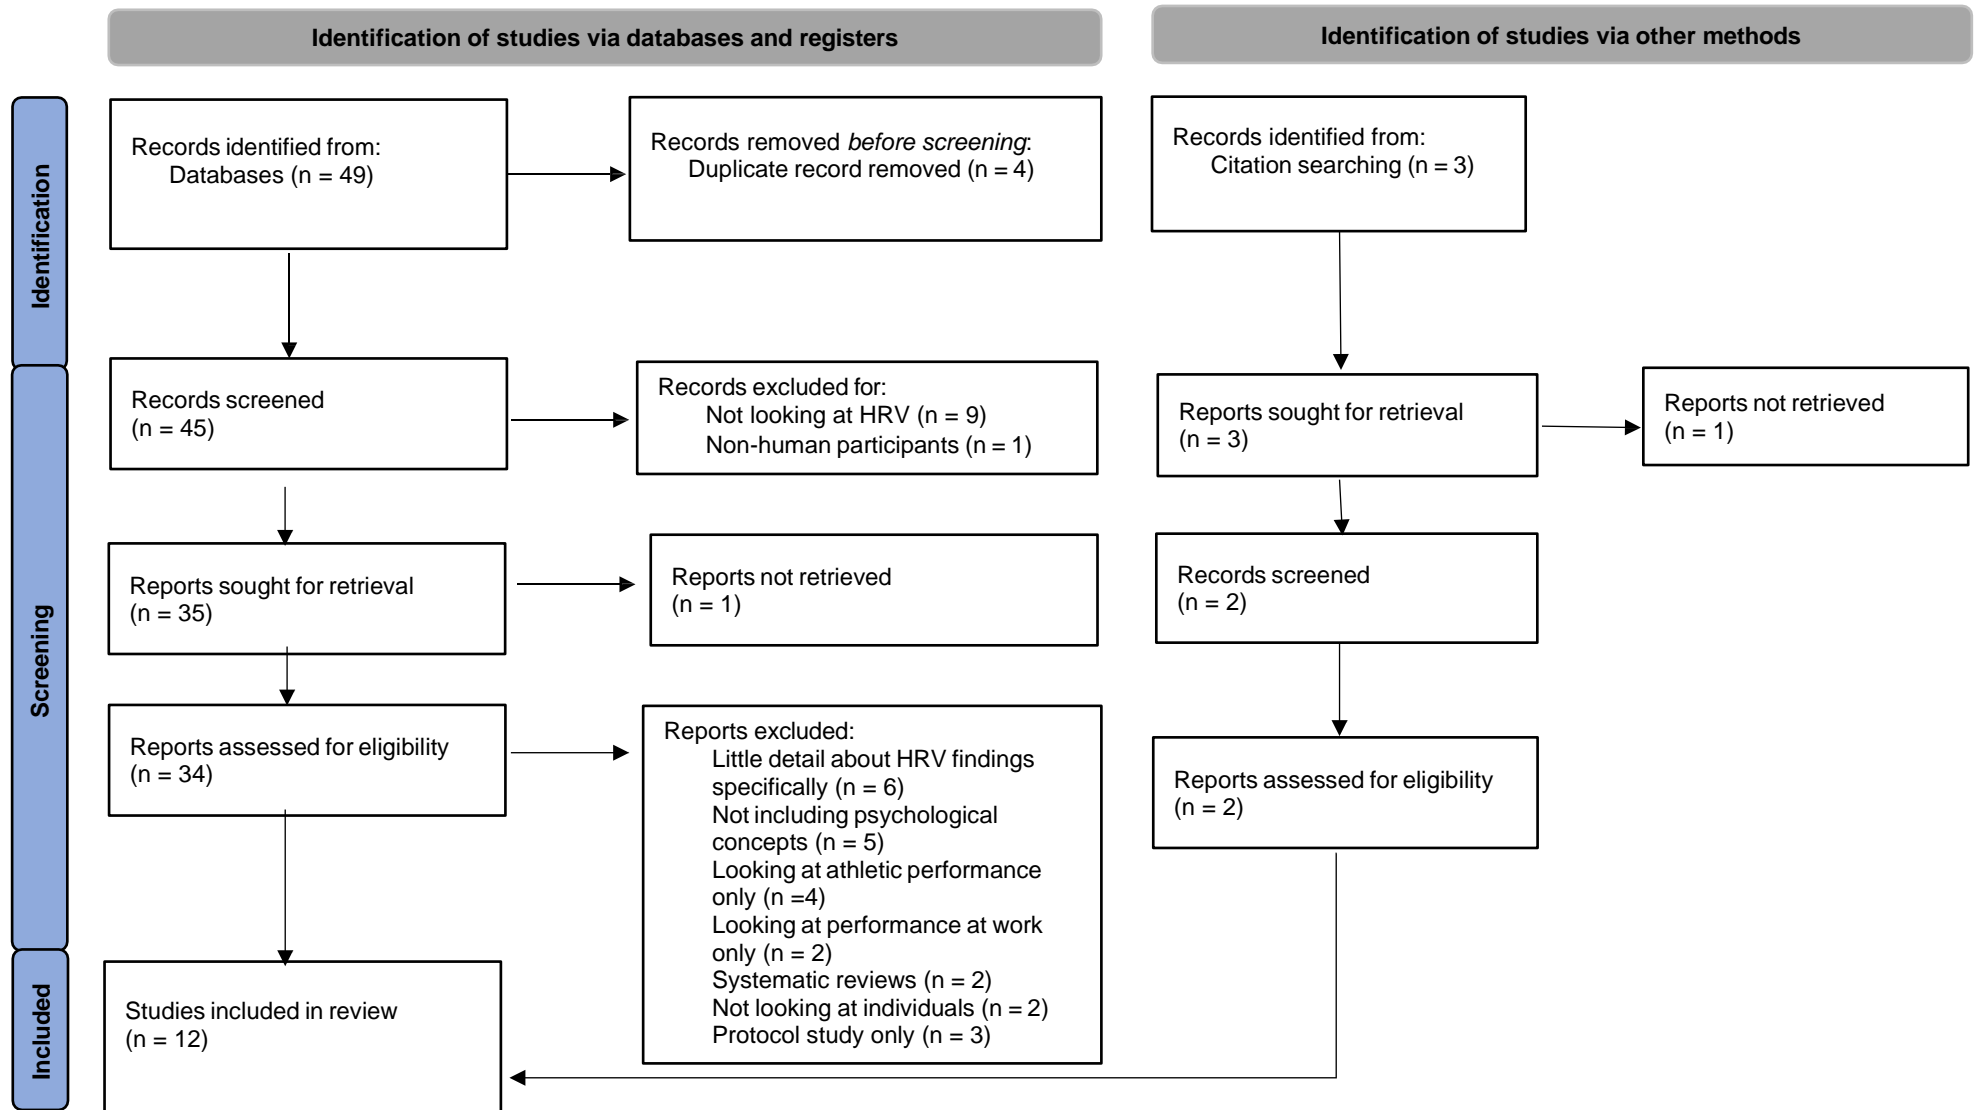 Identification of studies via databases and registers
Identification of studies via other methods
Identification
Records identified from:
Databases (n = 49)
Records removed before screening:
Duplicate record removed (n = 4)
Records identified from:
Citation searching (n = 3)
Screening
Records screened
(n = 45)
Records excluded for:
Not looking at HRV (n = 9)
Non-human participants (n = 1)
Reports sought for retrieval
(n = 3)
Reports not retrieved
(n = 1)
Reports sought for retrieval
(n = 35)
Reports not retrieved
(n = 1)
Records screened
(n = 2)
Reports assessed for eligibility
(n = 34)
Reports excluded:
Little detail about HRV findings
specifically (n = 6)
Not including psychological
concepts (n = 5)
Looking at athletic performance
only (n =4)
Looking at performance at work
only (n = 2)
Systematic reviews (n = 2)
Not looking at individuals (n = 2)
Protocol study only (n = 3)
Reports assessed for eligibility
(n = 2)
Included
Studies included in review
(n = 12)